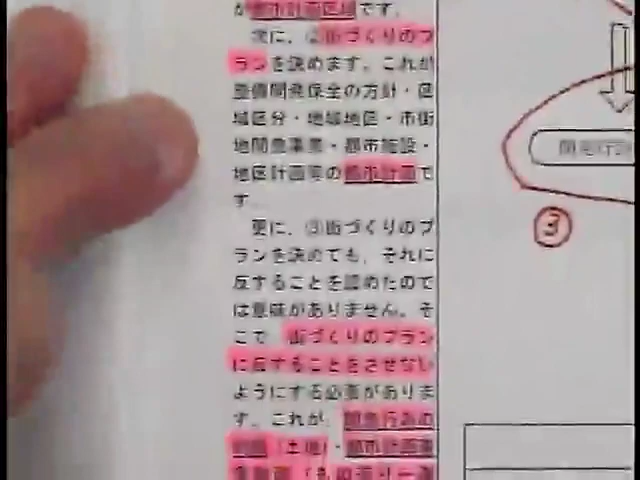 が都市計画区域です。
次に、②街づくりのプ
ランを決めます。これが
整備開発保全の方針・区
域区分・地域地区・市街
地開発事業・都市施設・
地区計画等の都市計画で
す。
更に、③街づくりのプ
ランを決めても、それに
反することを認めたので
は意味がありません。そ
こで、街づくりのプラン
に反することをさせない
ようにする必要がありま
す。これが、開発行為の
制限（土地）・都市計画事
③